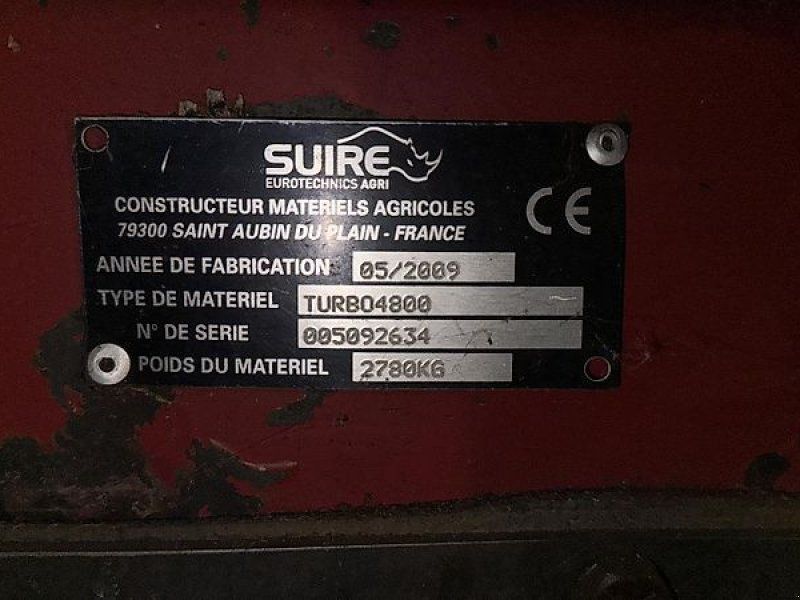 SUIRE
EUROTECHNICS AGRI
CONSTRUCTEUR MATERIELS AGRICOLES
79300 SAINT AUBIN DU PLAIN - FRANCE
CE
ANNEE DE FABRICATION 05/2009
TYPE DE MATERIEL TURBO4800
N° DE SERIE 005092634
POIDS DU MATERIEL 2780KG